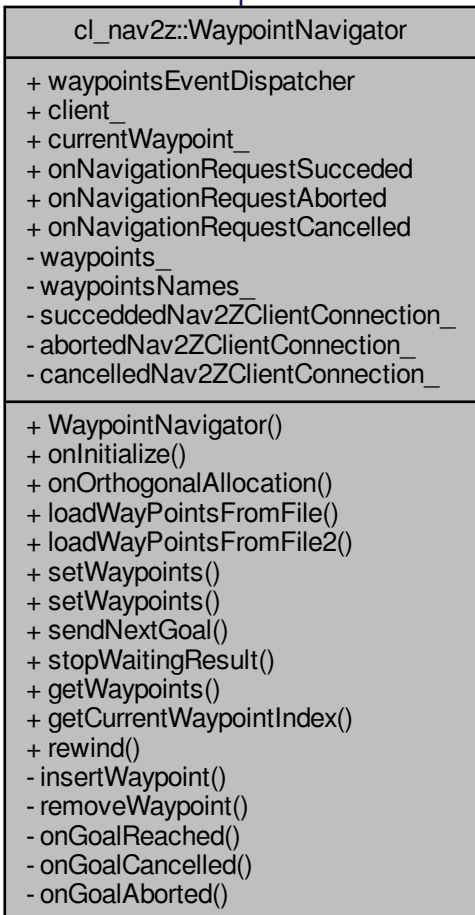 cl_nav2z::WaypointNavigator
+ waypointsEventDispatcher
+ client_
+ currentWaypoint_
+ onNavigationRequestSucceded
+ onNavigationRequestAborted
+ onNavigationRequestCancelled
- waypoints_
- waypointsNames_
- succeddedNav2ZClientConnection_
- abortedNav2ZClientConnection_
- cancelledNav2ZClientConnection_
+ WaypointNavigator()
+ onInitialize()
+ onOrthogonalAllocation()
+ loadWayPointsFromFile()
+ loadWayPointsFromFile2()
+ setWaypoints()
+ setWaypoints()
+ sendNextGoal()
+ stopWaitingResult()
+ getWaypoints()
+ getCurrentWaypointIndex()
+ rewind()
- insertWaypoint()
- removeWaypoint()
- onGoalReached()
- onGoalCancelled()
- onGoalAborted()